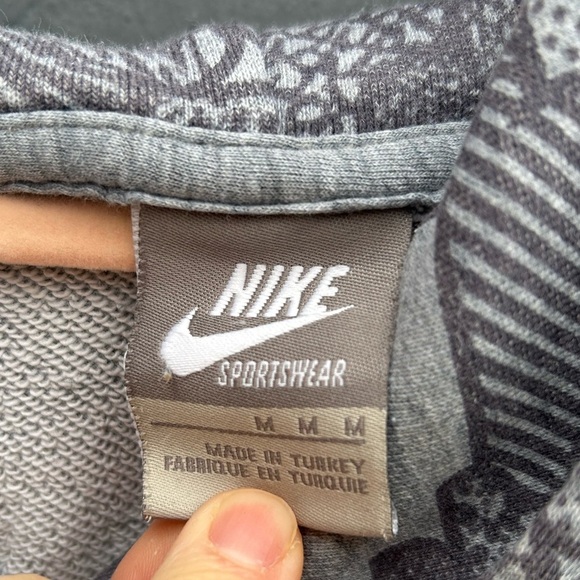 NIKE
SPORTSWEAR
M M M
MADE IN TURKEY
FABRIQUE EN TURQUIE